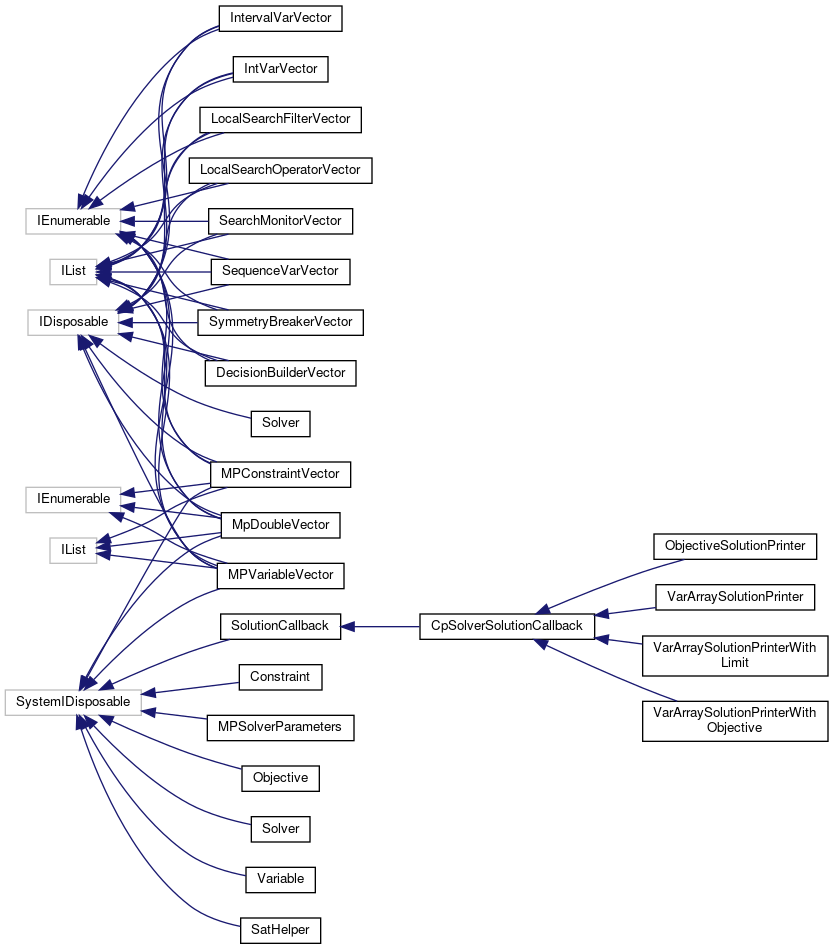 IntervalVarVector
IntVarVector
LocalSearchFilterVector
LocalSearchOperatorVector
IEnumerable
SearchMonitorVector
IList
SequenceVarVector
IDisposable
SymmetryBreakerVector
DecisionBuilderVector
Solver
MPConstraintVector
IEnumerable
MpDoubleVector
IList
MPVariableVector
ObjectiveSolutionPrinter
VarArraySolutionPrinter
SolutionCallback
CpSolverSolutionCallback
VarArraySolutionPrinterWith
Limit
Constraint
SystemIDisposable
VarArraySolutionPrinterWith
Objective
MPSolverParameters
Objective
Solver
Variable
SatHelper